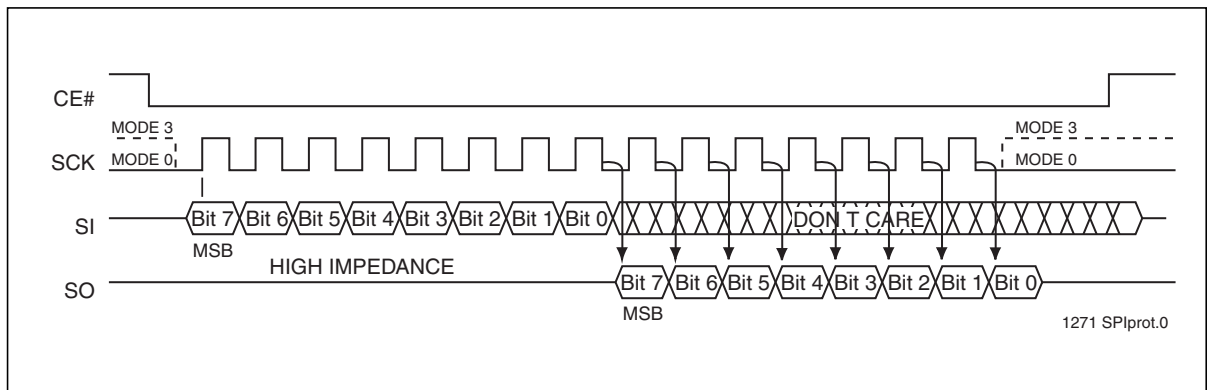 CE#
MODE 3 MODE 3
SCK MODE 0 MODE 0
SI Bit 7 Bit 6 Bit 5 Bit 4 Bit 3 Bit 2 Bit 1 Bit 0 DON T CARE
MSB
HIGH IMPEDANCE
SO Bit 7 Bit 6 Bit 5 Bit 4 Bit 3 Bit 2 Bit 1 Bit 0
MSB
1271 SPIprot.0